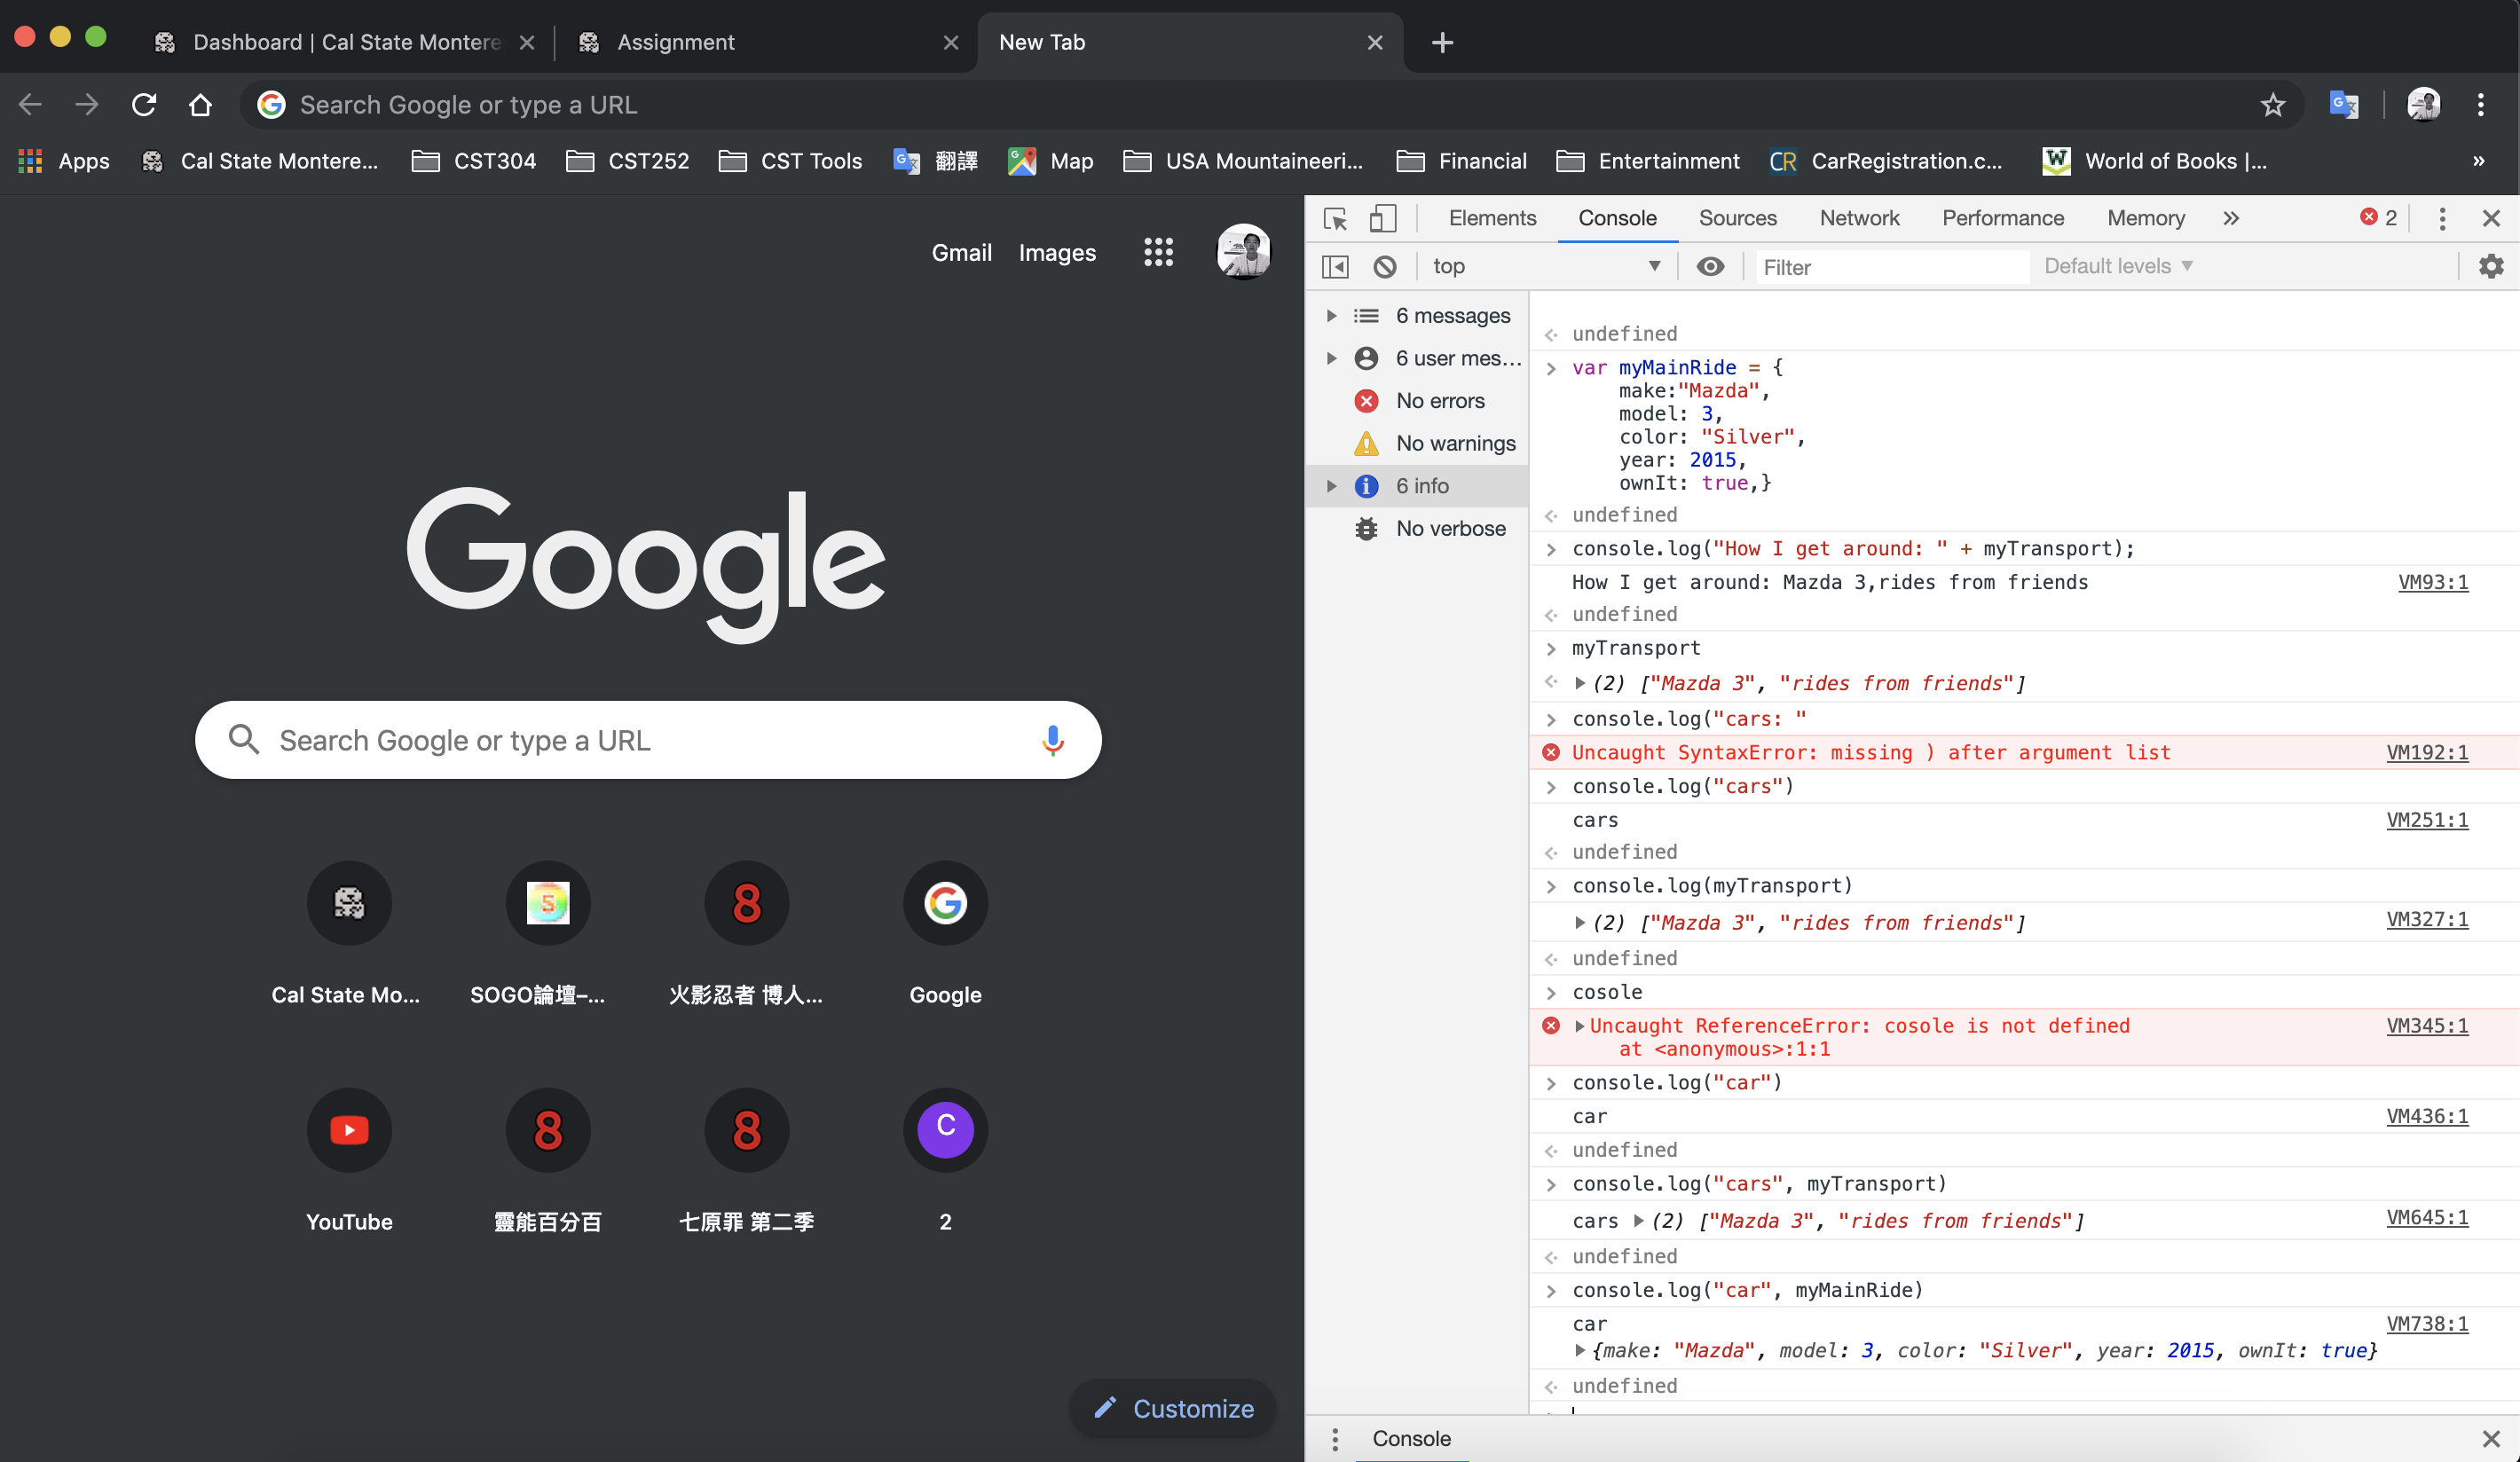 Dashboard | Cal State Montere
Assignment
New Tab
Search Google or type a URL
Apps
Cal State Montere...
CST304
CST252
CST Tools
翻譯
Map
USA Mountaineeri...
Financial
Entertainment
CR CarRegistration.c...
W World of Books |...
»
Gmail
Images
Google
Search Google or type a URL
Cal State Mo...
SOGO論壇–...
火影忍者 博人...
Google
YouTube
靈能百分百
七原罪 第二季
C
2
Customize
Elements
Console
Sources
Network
Performance
Memory
»
2
top
Filter
Default levels
6 messages
6 user mes...
No errors
No warnings
6 info
No verbose
undefined
var myMainRide = {
make:"Mazda",
model: 3,
color: "Silver",
year: 2015,
ownIt: true,}
undefined
console.log("How I get around: " + myTransport);
How I get around: Mazda 3,rides from friends VM93:1
undefined
myTransport
(2) ["Mazda 3", "rides from friends"]
console.log("cars: "
Uncaught SyntaxError: missing ) after argument list VM192:1
console.log("cars")
cars VM251:1
undefined
console.log(myTransport)
(2) ["Mazda 3", "rides from friends"] VM327:1
undefined
cosole
Uncaught ReferenceError: cosole is not defined VM345:1
at <anonymous>:1:1
console.log("car")
car VM436:1
undefined
console.log("cars", myTransport)
cars (2) ["Mazda 3", "rides from friends"] VM645:1
undefined
console.log("car", myMainRide)
car VM738:1
{make: "Mazda", model: 3, color: "Silver", year: 2015, ownIt: true}
undefined
Console